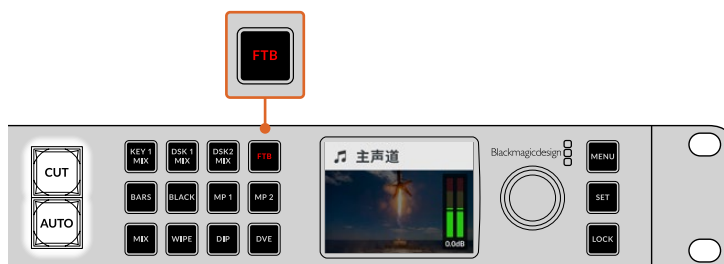 FTB
CUT
AUTO
KEY 1
MIX
DSK 1
MIX
DSK2
MIX
FTB
BARS
BLACK
MP 1
MP 2
MIX
WIPE
DIP
DVE
主声道
0.0dB
Blackmagicdesign
MENU
SET
LOCK